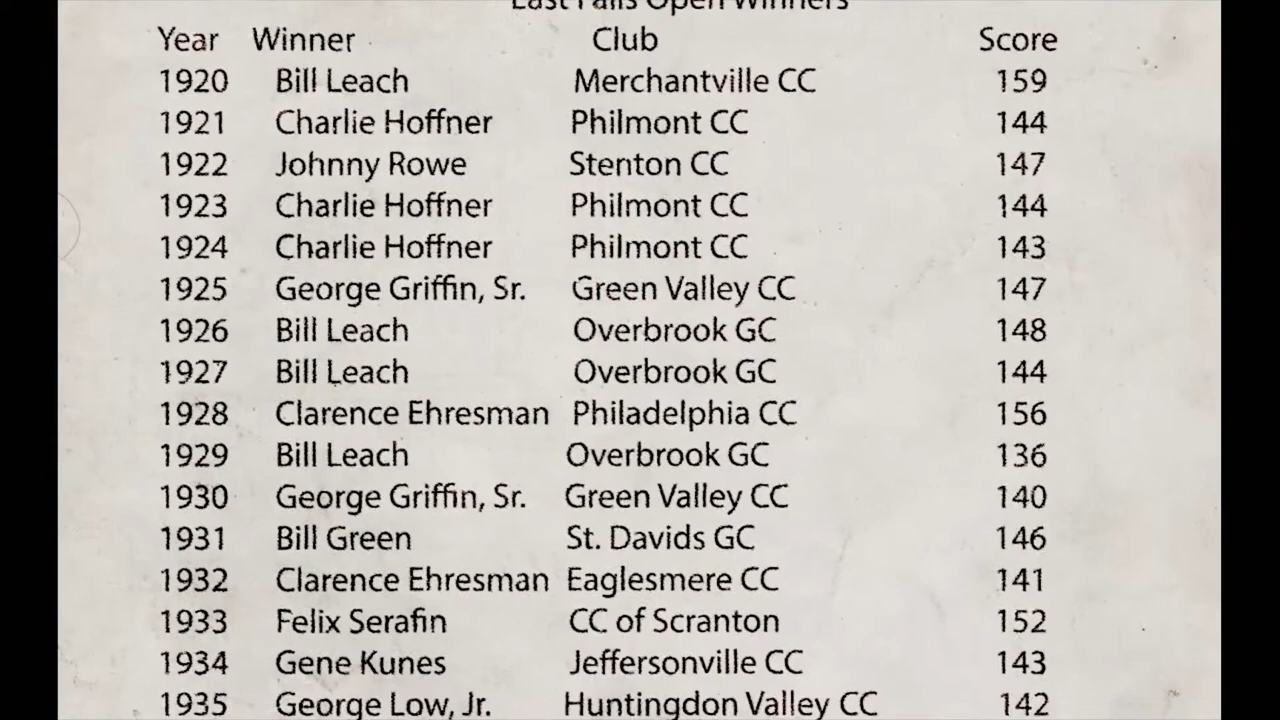 East Falls Open Winners
Year Winner Club Score
1920 Bill Leach Merchantville CC 159
1921 Charlie Hoffner Philmont CC 144
1922 Johnny Rowe Stenton CC 147
1923 Charlie Hoffner Philmont CC 144
1924 Charlie Hoffner Philmont CC 143
1925 George Griffin, Sr. Green Valley CC 147
1926 Bill Leach Overbrook GC 148
1927 Bill Leach Overbrook GC 144
1928 Clarence Ehresman Philadelphia CC 156
1929 Bill Leach Overbrook GC 136
1930 George Griffin, Sr. Green Valley CC 140
1931 Bill Green St. Davids GC 146
1932 Clarence Ehresman Eaglesmere CC 141
1933 Felix Serafin CC of Scranton 152
1934 Gene Kunes Jeffersonville CC 143
1935 George Low, Jr. Huntingdon Valley CC 142